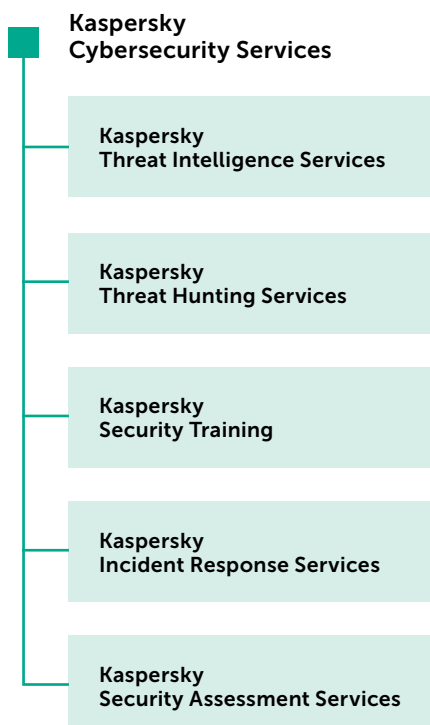 Kaspersky
Cybersecurity Services
Kaspersky
Threat Intelligence Services
Kaspersky
Threat Hunting Services
Kaspersky
Security Training
Kaspersky
Incident Response Services
Kaspersky
Security Assessment Services